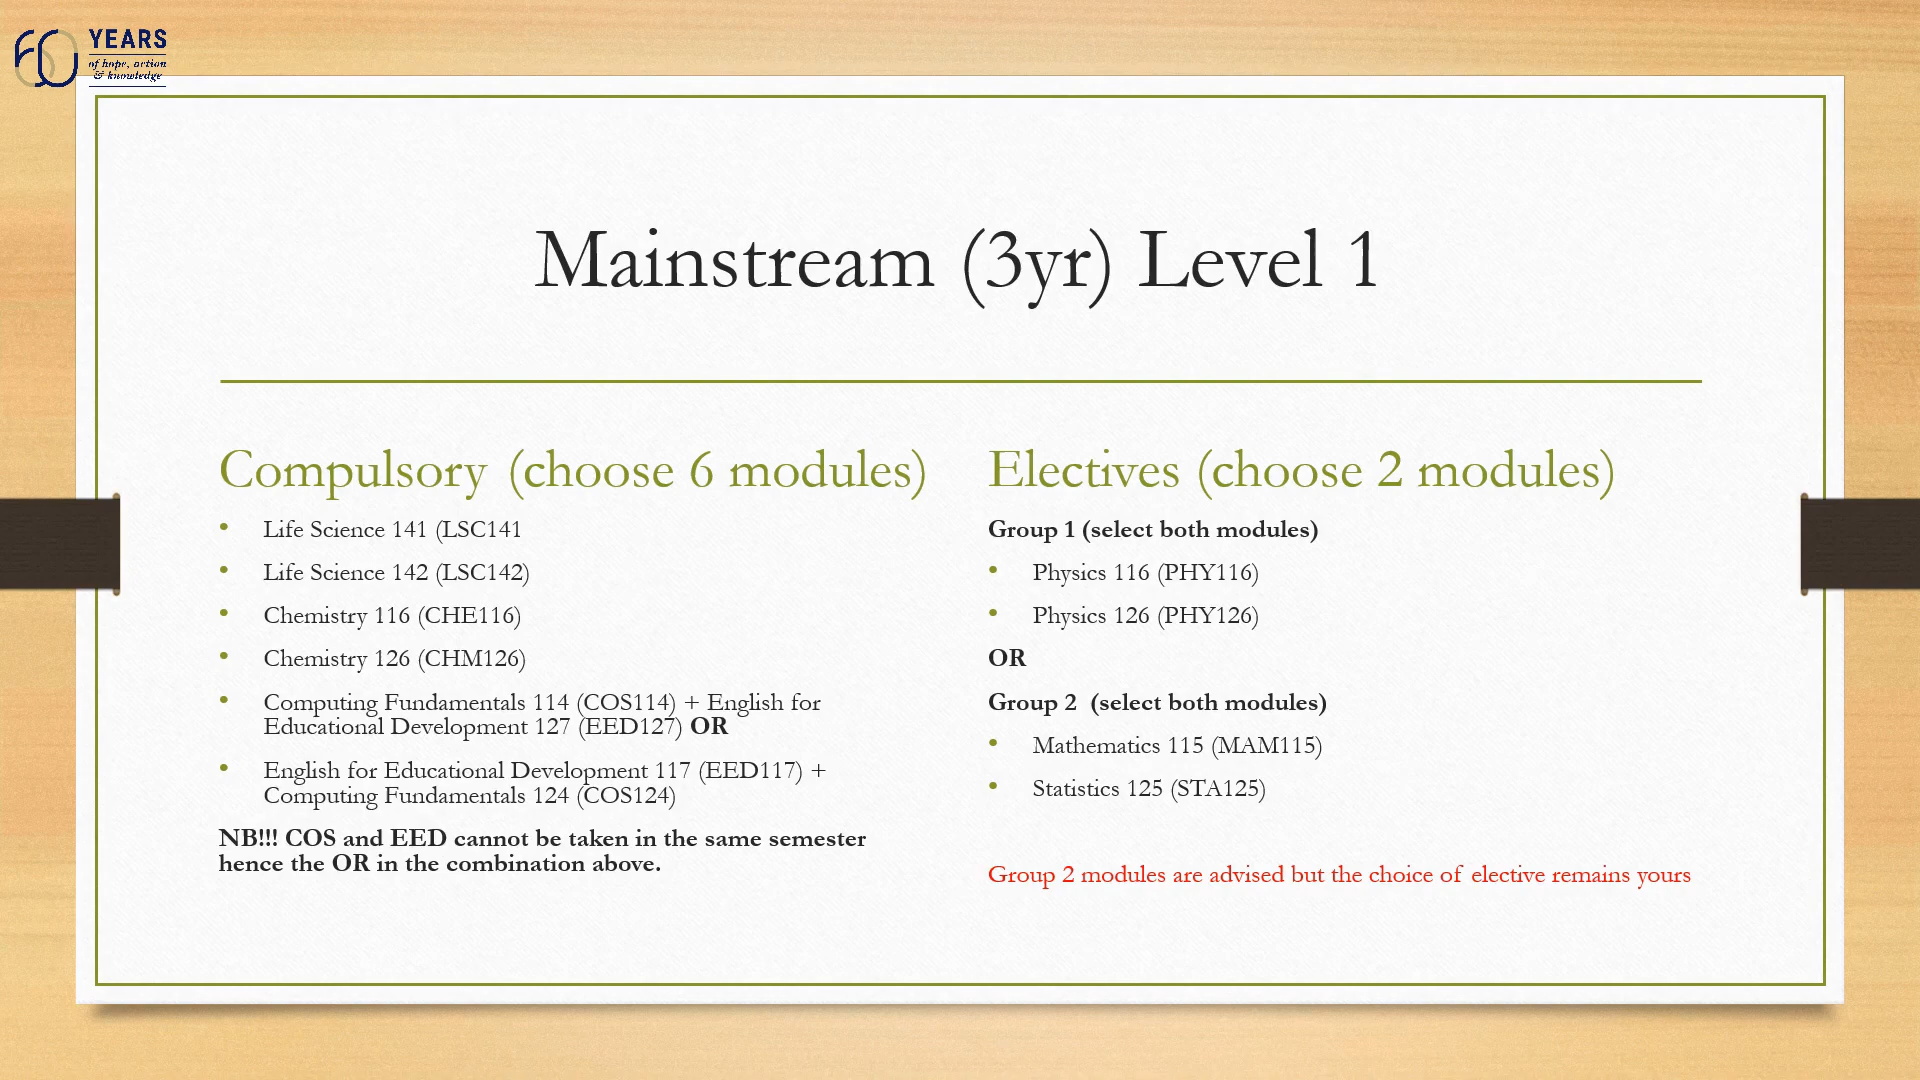 60 YEARS
of hope, action
& knowledge
Mainstream (3yr) Level 1
Compulsory (choose 6 modules)
• Life Science 141 (LSC141
• Life Science 142 (LSC142)
• Chemistry 116 (CHE116)
• Chemistry 126 (CHM126)
• Computing Fundamentals 114 (COS114) + English for
Educational Development 127 (EED127) OR
• English for Educational Development 117 (EED117) +
Computing Fundamentals 124 (COS124)
NB!!! COS and EED cannot be taken in the same semester
hence the OR in the combination above.
Electives (choose 2 modules)
Group 1 (select both modules)
• Physics 116 (PHY116)
• Physics 126 (PHY126)
OR
Group 2 (select both modules)
• Mathematics 115 (MAM115)
• Statistics 125 (STA125)
Group 2 modules are advised but the choice of elective remains yours